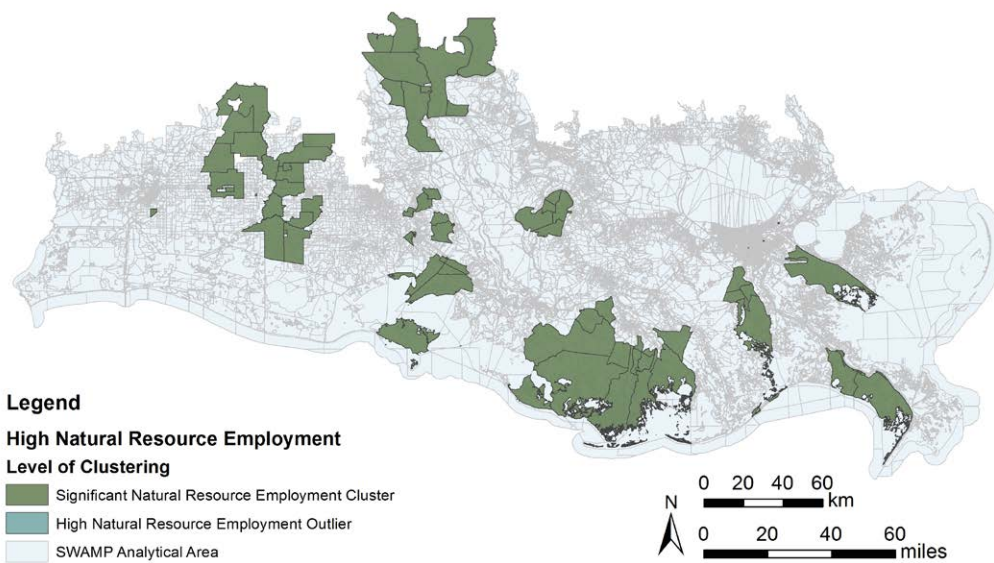 Legend
High Natural Resource Employment
Level of Clustering
Significant Natural Resource Employment Cluster
High Natural Resource Employment Outlier
SWAMP Analytical Area
N
0 20 40 60
km
0 20 40 60
miles